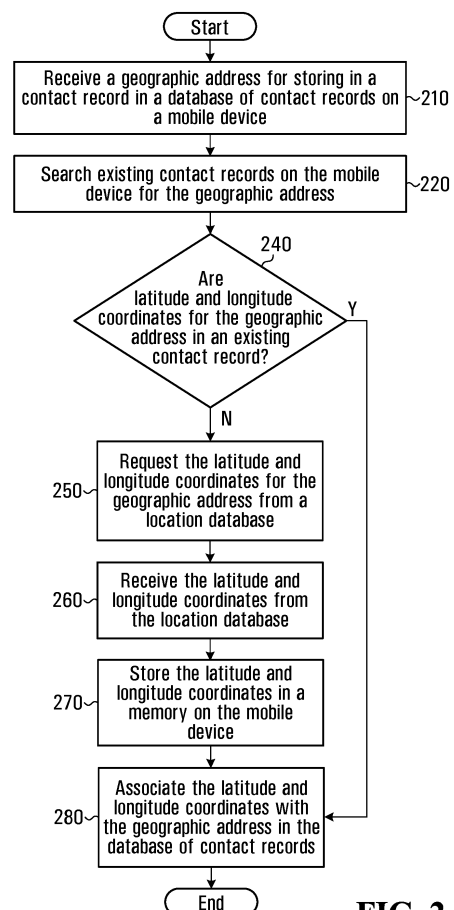 Start
Receive a geographic address for storing in a
contact record in a database of contact records on
a mobile device
210
Search existing contact records on the mobile
device for the geographic address
220
240
Are
latitude and longitude
coordinates for the geographic
address in an existing
contact record?
Y
N
Request the latitude and
longitude coordinates for the
geographic address from a
location database
250
Receive the latitude and
longitude coordinates from
the location database
260
Store the latitude and
longitude coordinates in a
memory on the mobile
device
270
Associate the latitude and
longitude coordinates with
the geographic address in the
database of contact records
280
End
FIG. 2